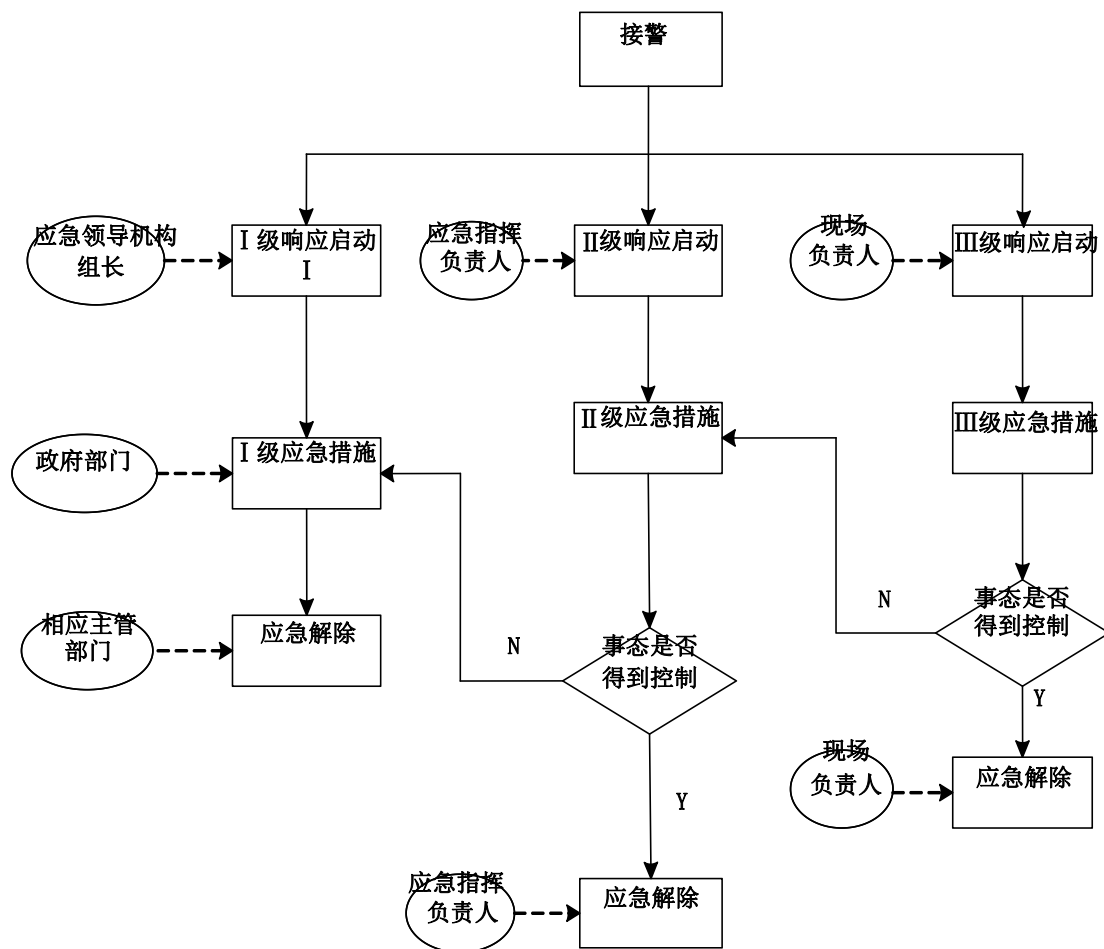 接警
应急领导机构
组长
Ⅰ级响应启动
Ⅰ
应急指挥
负责人
Ⅱ级响应启动
现场
负责人
Ⅲ级响应启动
政府部门
Ⅰ级应急措施
Ⅱ级应急措施
Ⅲ级应急措施
相应主管
部门
应急解除
N
事态是否
得到控制
N
事态是否
得到控制
Y
现场
负责人
应急解除
Y
应急指挥
负责人
应急解除